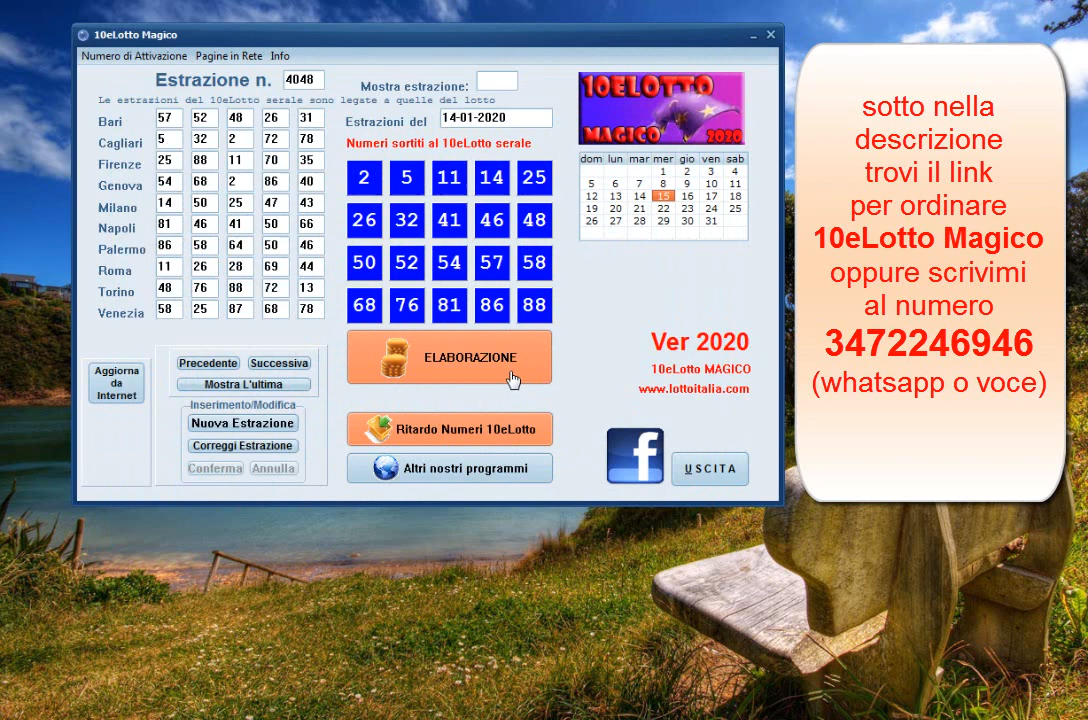 10eLotto Magico
Numero di Attivazione Pagine in Rete Info
Estrazione n. 4048
Mostra estrazione:
Le estrazioni del 10eLotto serale sono legate a quelle del lotto
Bari 57 52 48 26 31
Cagliari 5 32 2 72 78
Firenze 25 88 11 70 35
Genova 54 68 2 86 40
Milano 14 50 25 47 43
Napoli 81 46 41 50 66
Palermo 86 58 64 50 46
Roma 11 26 28 69 44
Torino 48 76 88 72 13
Venezia 58 25 87 68 78
Estrazioni del 14-01-2020
Numeri sortiti al 10eLotto serale
2 5 11 14 25
26 32 41 46 48
50 52 54 57 58
68 76 81 86 88
10ELOTTO
MAGICO 2020
dom lun mar mer gio ven sab
1 2 3 4
5 6 7 8 9 10 11
12 13 14 15 16 17 18
19 20 21 22 23 24 25
26 27 28 29 30 31
Aggiorna
da
Internet
Precedente Successiva
Mostra L'ultima
Inserimento/Modifica
Nuova Estrazione
Correggi Estrazione
Conferma Annulla
ELABORAZIONE
Ritardo Numeri 10eLotto
Altri nostri programmi
Ver 2020
10eLotto MAGICO
www.lottoitalia.com
f
USCITA
sotto nella
descrizione
trovi il link
per ordinare
10eLotto Magico
oppure scrivimi
al numero
3472246946
(whatsapp o voce)